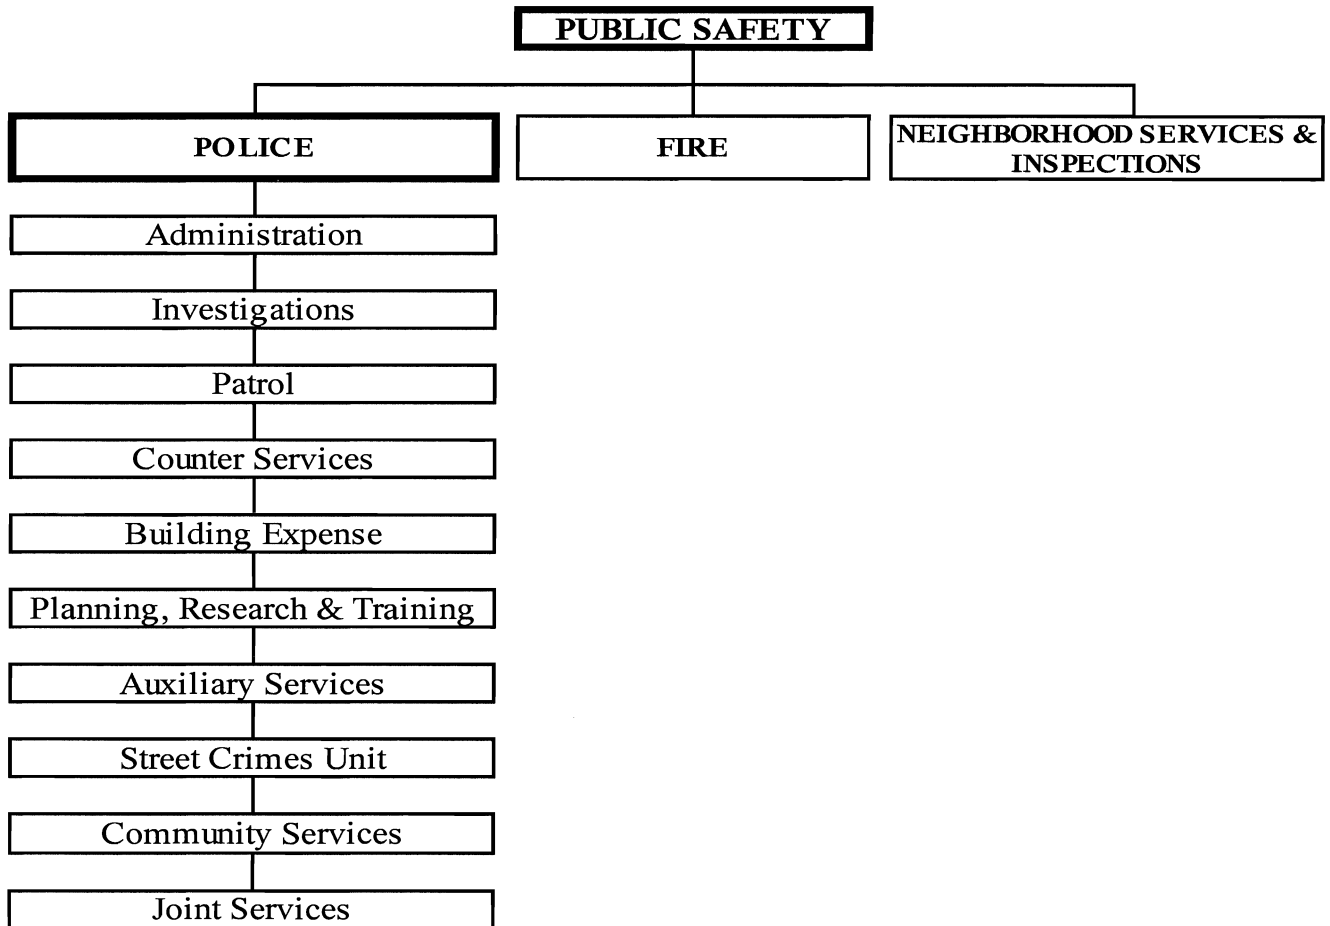 PUBLIC SAFETY
POLICE
FIRE
NEIGHBORHOOD SERVICES &
INSPECTIONS
Administration
Investigations
Patrol
Counter Services
Building Expense
Planning, Research & Training
Auxiliary Services
Street Crimes Unit
Community Services
Joint Services